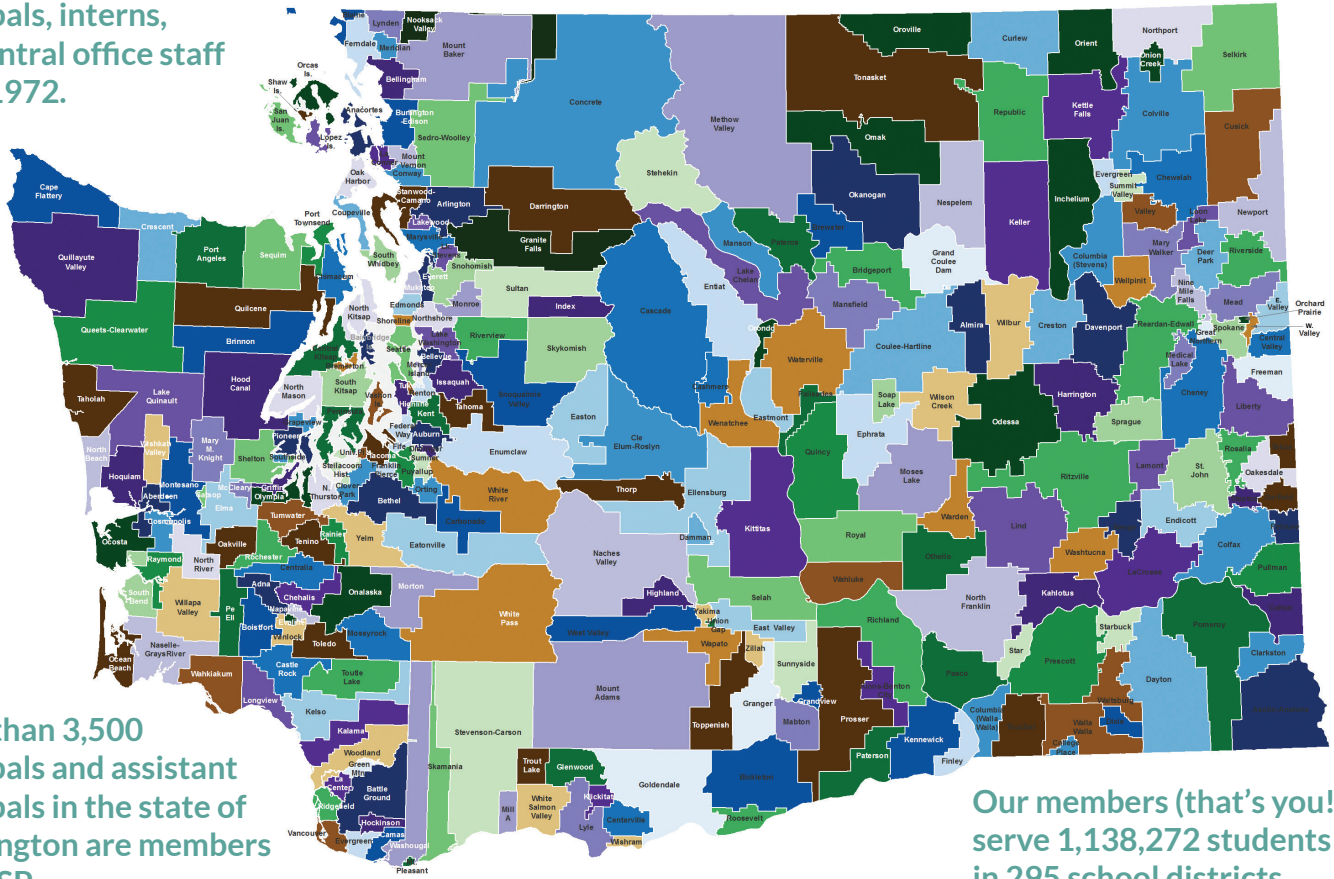 pals, interns,
ntral office staff
1972.
Lynden
Nooksack
Valley
Ferndale
Meridian
Mount
Baker
Bellingham
Orcas
Is.
Shaw
Is.
San
Juan
Is.
Lopez
Is.
Anacortes
Burlington
-Edison
Sedro-Woolley
Concrete
Methow
Valley
Oroville
Tonasket
Curlew
Orient
Northport
Onion
Creek
Selkirk
Republic
Kettle
Falls
Colville
Cusick
Omak
Stehekin
Okanogan
Nespelem
Keller
Inchelium
Evergreen
Summit
Valley
Chewelah
Valley
Loon
Lake
Newport
Mount
Vernon
Conway
Oak
Harbor
Stanwood-
Camano
Arlington
Darrington
Cape
Flattery
Crescent
Port
Angeles
Sequim
Port
Townsend
Coupeville
Lakewood
Marysville
Granite
Falls
Quillayute
Valley
Chimacum
South
Whidbey
Stevens
Snohomish
Everett
Mukilteo
Sultan
Manson
Pateros
Brewster
Lake
Chelan
Bridgeport
Grand
Coulee
Dam
Columbia
(Stevens)
Mary
Walker
Deer
Park
Riverside
Wellpinit
Nine
Mile
Falls
Mead
E.
Valley
Orchard
Prairie
W.
Valley
Quilcene
North
Kitsap
Edmonds
Monroe
Index
Entiat
Mansfield
Queets-Clearwater
Brinnon
Shoreline
Northshore
Lake
Washington
Riverview
Skykomish
Cascade
Orondo
Waterville
Coulee-Hartline
Almira
Wilbur
Creston
Davenport
Reardan-Edwall
Great
Northern
Spokane
Central
Valley
Bainbridge
Seattle
Bellevue
Mercer
Island
Bremerton
Medical
Lake
Cheney
Freeman
Taholah
Lake
Quinault
Hood
Canal
North
Mason
South
Kitsap
Vashon
Issaquah
Renton
Highline
Kent
Tahoma
Snoqualmie
Valley
Easton
Cashmere
Wenatchee
Eastmont
Palisades
Soap
Lake
Wilson
Creek
Odessa
Harrington
Sprague
Liberty
North
Beach
Wishkah
Valley
Mary
M.
Knight
Grapeview
Pioneer
Peninsula
Federal
Way
Auburn
Enumclaw
Cle
Elum-Roslyn
Quincy
Ephrata
Moses
Lake
Ritzville
Lamont
St.
John
Rosalia
Oakesdale
Hoquiam
Shelton
Southside
Tacoma
Fife
Sumner
Puyallup
Steilacoom
Hist.
Franklin
Pierce
Clover
Park
Orting
White
River
Thorp
Ellensburg
Montesano
Aberdeen
Satsop
McCleary
Griffin
Olympia
N.
Thurston
Bethel
Elma
Cosmopolis
Tumwater
Carbonado
Kittitas
Royal
Warden
Lind
Endicott
Colfax
Ocosta
Raymond
North
River
Oakville
Rochester
Tenino
Rainier
Yelm
Eatonville
Naches
Valley
Damman
Othello
Washtucna
LaCrosse
Pullman
South
Bend
Willapa
Valley
Pe
Ell
Adna
Centralia
Chehalis
Napavine
Onalaska
Morton
White
Pass
Highland
Selah
Wahluke
North
Franklin
Kahlotus
Boistfort
Winlock
Toledo
Mossyrock
West Valley
Yakima
Union
Gap
East Valley
Richland
Starbuck
Pomeroy
Clarkston
Naselle-
GraysRiver
Ocean
Beach
Wahkiakum
Castle
Rock
Toutle
Lake
Wapato
Zillah
Sunnyside
Pasco
Star
Prescott
Dayton
Longview
Kelso
Mount
Adams
Toppenish
Granger
Mabton
Grandview
Prosser
Columbia
(Walla
Walla)
Waitsburg
Walla
Walla
Dixie
College
Place
Kalama
Stevenson-Carson
Woodland
Green
Mtn
Skamania
Trout
Lake
Glenwood
Goldendale
Bickleton
Paterson
Kennewick
Finley
Center
Battle
Ground
Ridgefield
Hockinson
Mill
A
White
Salmon
Valley
Klickitat
Lyle
Centerville
Roosevelt
Vancouver
Evergreen
Camas
Washougal
Wishram
Pleasant
than 3,500
pals and assistant
pals in the state of
ngton are members
Our members (that's you!
serve 1,138,272 students
in 295 school districts